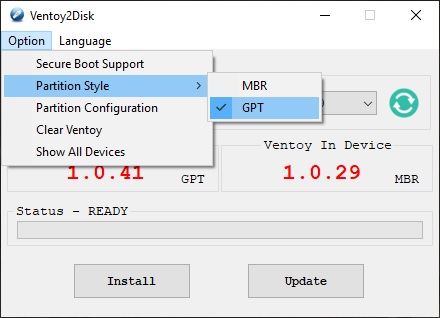 Ventoy2Disk
Option Language
Secure Boot Support
Partition Style
MBR
GPT
Partition Configuration
Clear Ventoy
Show All Devices
Ventoy In Device
1.0.41 GPT
1.0.29 MBR
Status - READY
Install
Update